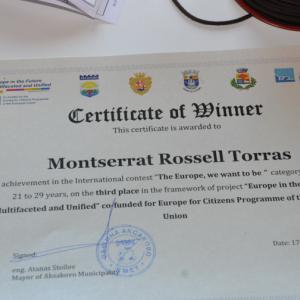 Europe in the Future
Multifaceted and Unified
Certificate of Winner
This certificate is awarded to
Montserrat Rossell Torras
achievement in the International contest "The Europe, we want to be " category
21 to 29 years, on the third place in the framework of project "Europe in the
Multifaceted and Unified" co-funded for Europe for Citizens Programme of the
Union
Signed:
Date: 17
eng. Atanas Stoilov
Mayor of Aksakovo Municipality